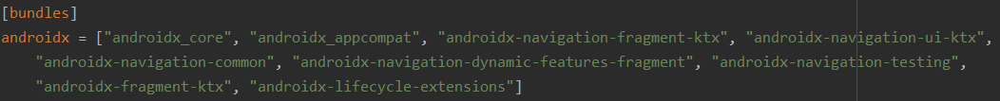 [bundles]
androidx = ["androidx_core", "androidx_appcompat", "androidx-navigation-fragment-ktx", "androidx-navigation-ui-ktx",
"androidx-navigation-common", "androidx-navigation-dynamic-features-fragment", "androidx-navigation-testing",
"androidx-fragment-ktx", "androidx-lifecycle-extensions"]